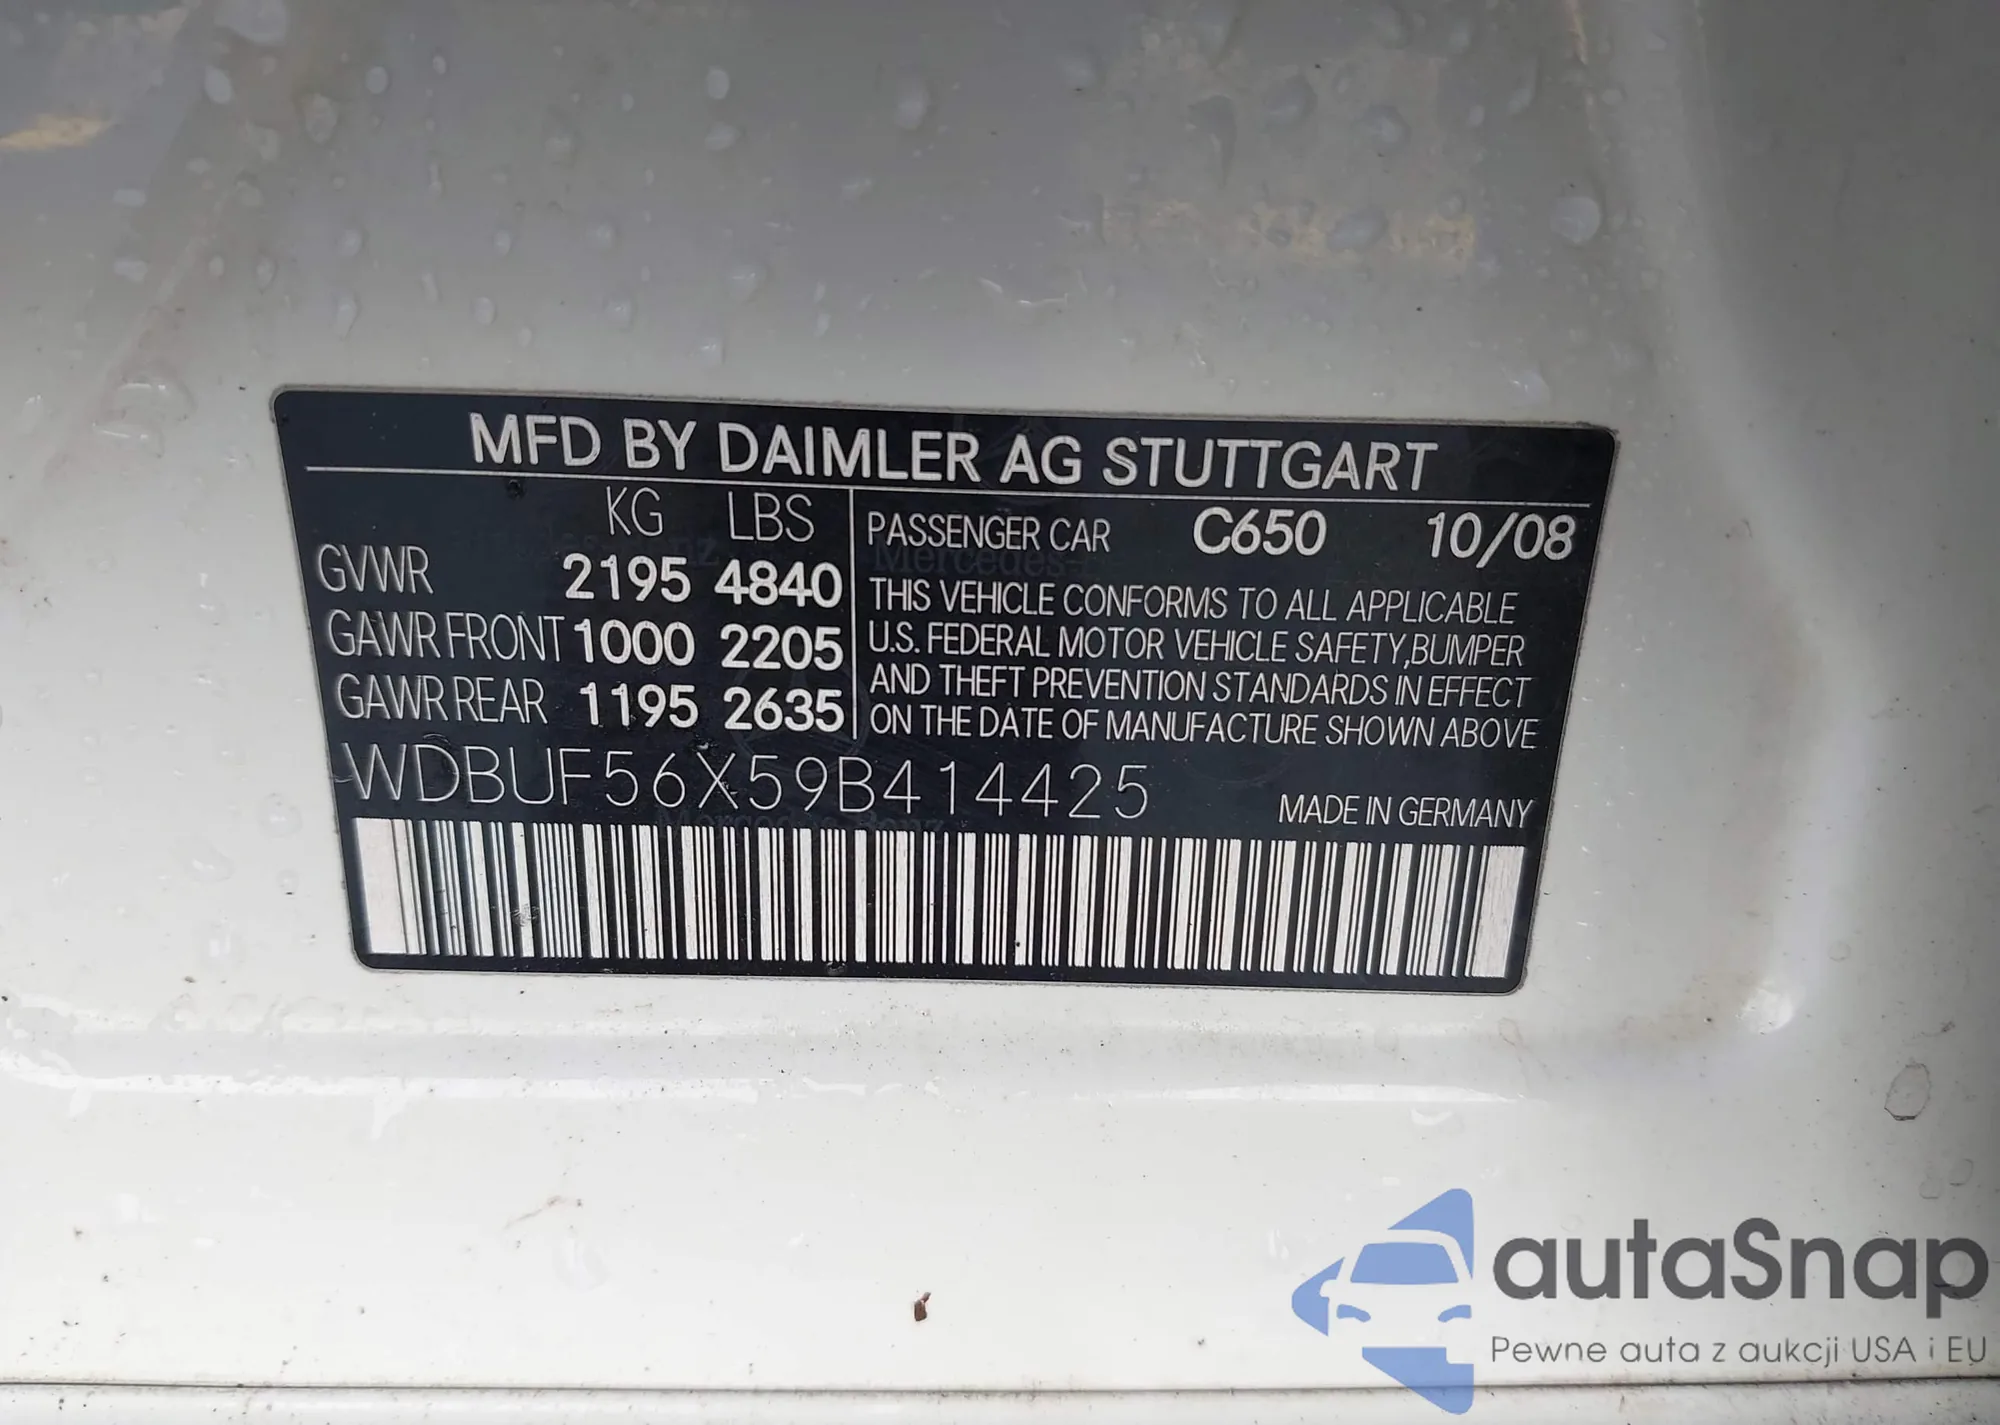 MFD BY DAIMLER AG STUTTGART
KG LBS
GVWR 2195 4840
GAWR FRONT 1000 2205
GAWR REAR 1195 2635
PASSENGER CAR C650 10/08
THIS VEHICLE CONFORMS TO ALL APPLICABLE
U.S. FEDERAL MOTOR VEHICLE SAFETY,BUMPER
AND THEFT PREVENTION STANDARDS IN EFFECT
ON THE DATE OF MANUFACTURE SHOWN ABOVE
WDBUF56X59B414425
MADE IN GERMANY
autaSnap
Pewne auta z aukcji USA i EU